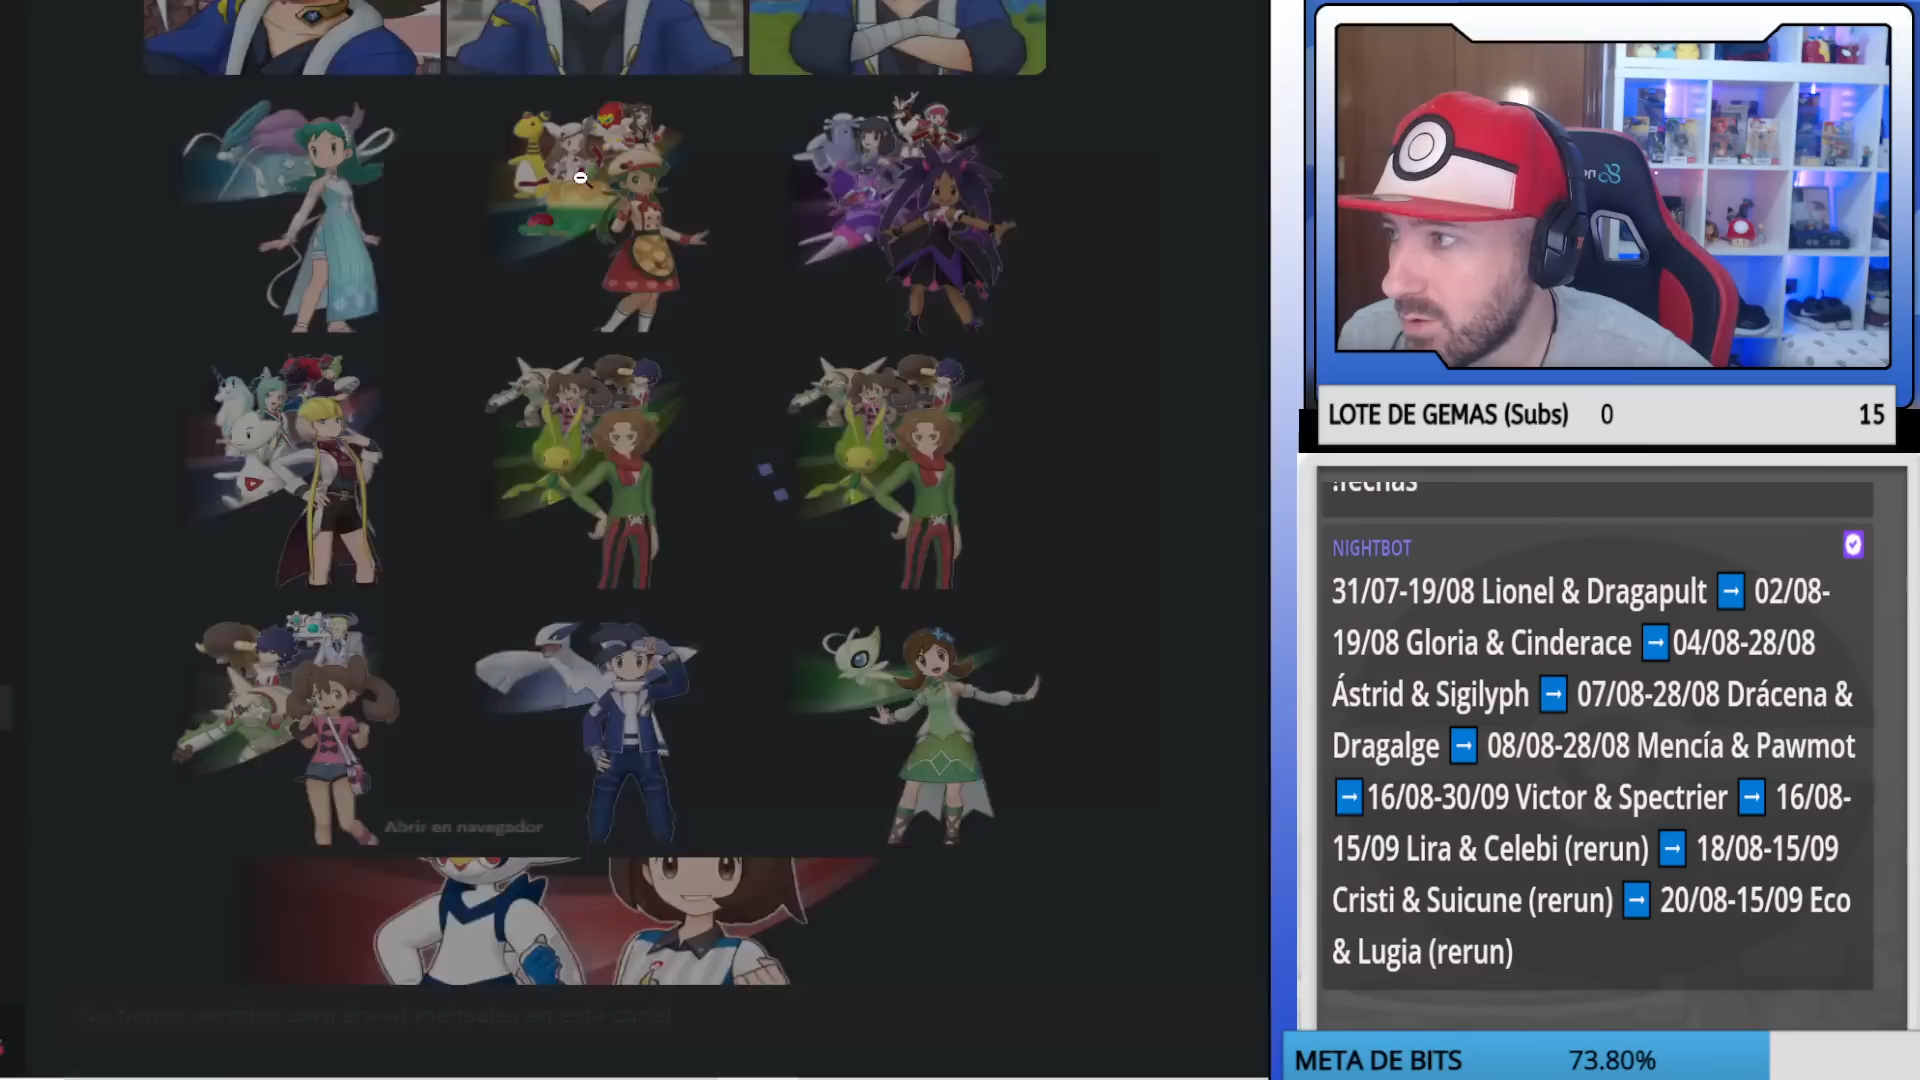 Abrir en navegador
LOTE DE GEMAS (Subs) 0 15
!fechas
NIGHTBOT
31/07-19/08 Lionel & Dragapult ➡ 02/08-
19/08 Gloria & Cinderace ➡04/08-28/08
Ástrid & Sigilyph ➡ 07/08-28/08 Drácena &
Dragalge ➡ 08/08-28/08 Mencía & Pawmot
➡16/08-30/09 Victor & Spectrier ➡ 16/08-
15/09 Lira & Celebi (rerun) ➡ 18/08-15/09
Cristi & Suicune (rerun) ➡ 20/08-15/09 Eco
& Lugia (rerun)
META DE BITS 73.80%